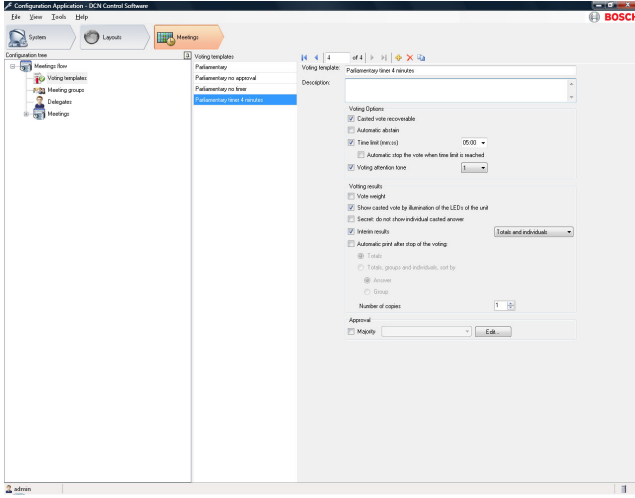 Configuration Application - DCN Control Software
File View Tools Help
BOSCH
System
Layouts
Meetings
Configuration tree
Meetings flow
Voting templates
Meeting groups
Delegates
Meetings
Voting templates
Parliamentary
Parliamentary no approval
Parliamentary no timer
Parliamentary timer 4 minutes
4 of 4
Voting template: Parliamentary timer 4 minutes
Description:
Voting Options
Casted vote recoverable
Automatic abstain
Time limit (mm:ss) 05:00
Automatic stop the vote when time limit is reached
Voting attention tone 1
Voting results
Vote weight
Show casted vote by illumination of the LEDs of the unit
Secret: do not show individual casted answer
Interim results Totals and individuals
Automatic print after stop of the voting:
Totals
Totals, groups and individuals, sort by
Answer
Group
Number of copies 1
Approval
Majority Edit...
admin